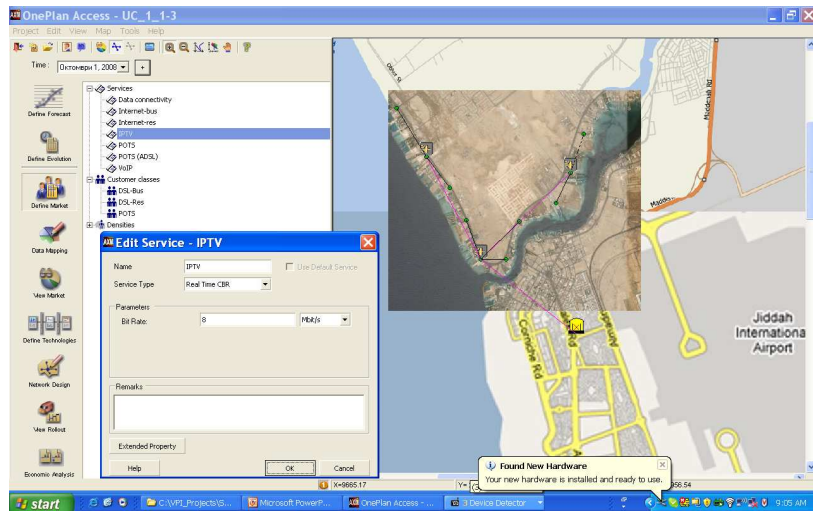 OnePlan Access - UC_1_1-3
Project Edit View Map Tools Help
Time: Октомври 1, 2008
+
Define Forecast
Define Evolution
Define Market
Data Mapping
View Market
Define Technologies
Network Design
View Rollout
Economic Analysis
Services
Data connectivity
Internet-bus
Internet-res
IPTV
POTS
POTS (ADSL)
VoIP
Customer classes
DSL-Bus
DSL-Res
POTS
Densities
Edit Service - IPTV
Name IPTV Use Default Service
Service Type Real Time CBR
Parameters
Bit Rate: 8 Mbit/s
Remarks
Extended Property
Help OK Cancel
Madinah Rd
Corniche Rd
Jiddah
Internationa
Airport
Found New Hardware
Your new hardware is installed and ready to use.
X=9665.17 Y=
start C:\VPI_Projects\S... Microsoft PowerP... OnePlan Access - ... 3 Device Detector 9:05 AM